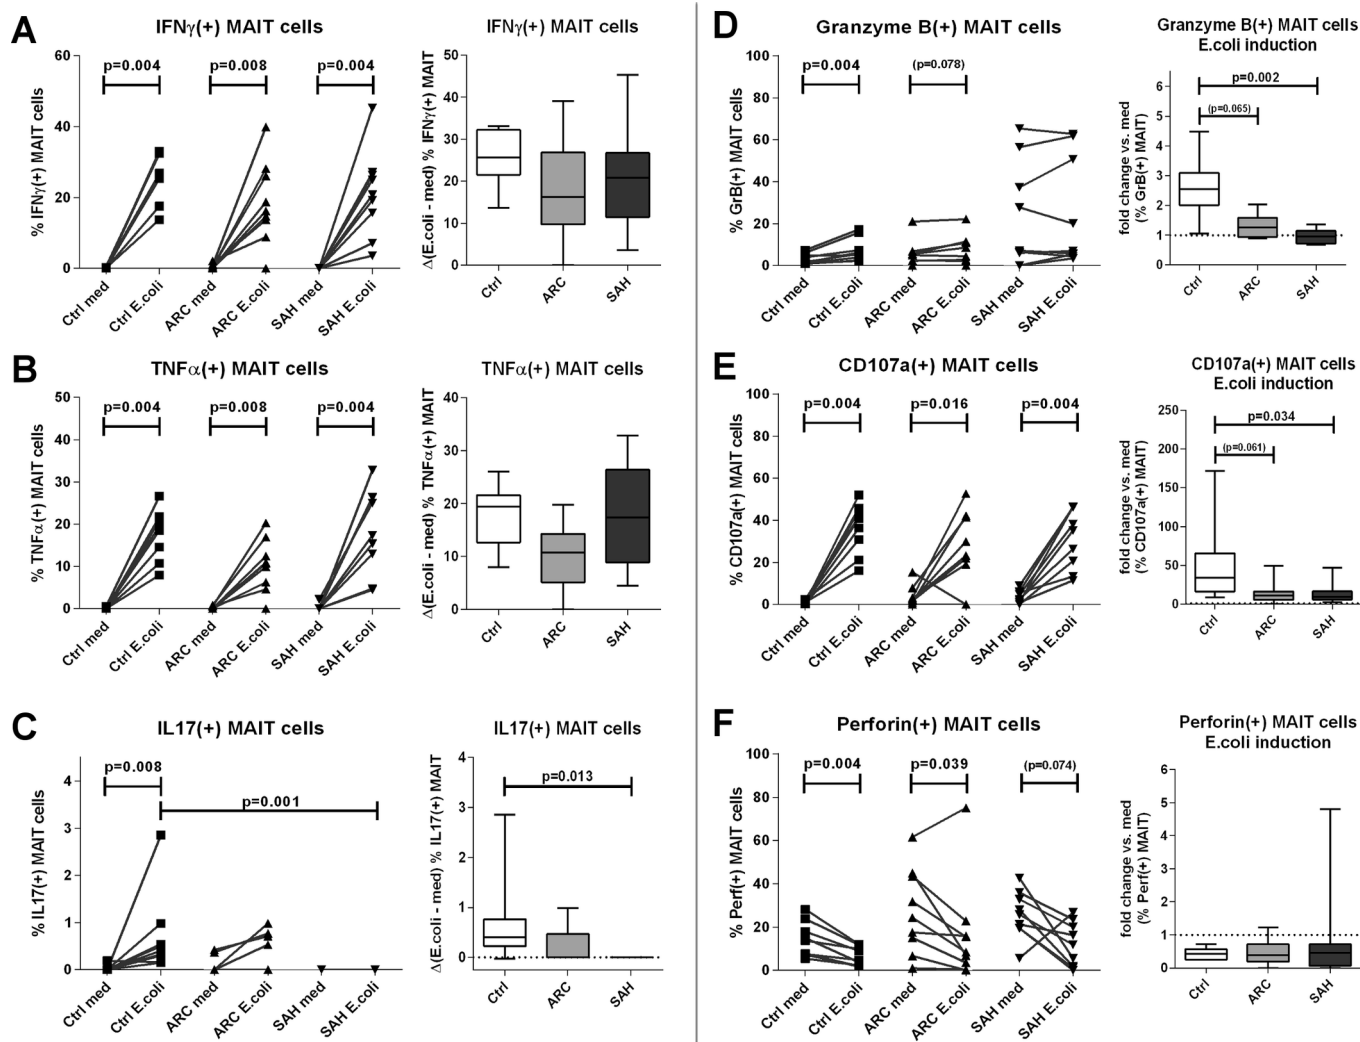 A
IFNγ(+) MAIT cells
% IFNγ(+) MAIT cells
60
40
20
0
p=0.004
p=0.008
p=0.004
Ctrl med
Ctrl E.coli
ARC med
ARC E.coli
SAH med
SAH E.coli
IFNγ(+) MAIT cells
Δ(E.coli - med) % IFNγ(+) MAIT
50
40
30
20
10
0
Ctrl
ARC
SAH
B
TNFα(+) MAIT cells
% TNFα(+) MAIT cells
50
40
30
20
10
0
p=0.004
p=0.008
p=0.004
Ctrl med
Ctrl E.coli
ARC med
ARC E.coli
SAH med
SAH E.coli
TNFα(+) MAIT cells
Δ(E.coli - med) % TNFα(+) MAIT
40
30
20
10
0
Ctrl
ARC
SAH
C
IL17(+) MAIT cells
% IL17(+) MAIT cells
4
3
2
1
0
p=0.008
p=0.001
Ctrl med
Ctrl E.coli
ARC med
ARC E.coli
SAH med
SAH E.coli
IL17(+) MAIT cells
Δ(E.coli - med) % IL17(+) MAIT
4
3
2
1
0
p=0.013
Ctrl
ARC
SAH
D
Granzyme B(+) MAIT cells
% GrB(+) MAIT cells
100
80
60
40
20
0
p=0.004
(p=0.078)
Ctrl med
Ctrl E.coli
ARC med
ARC E.coli
SAH med
SAH E.coli
Granzyme B(+) MAIT cells
E.coli induction
fold change vs. med
(% GrB(+) MAIT)
6
5
4
3
2
1
0
p=0.002
(p=0.065)
Ctrl
ARC
SAH
E
CD107a(+) MAIT cells
% CD107a(+) MAIT cells
100
80
60
40
20
0
p=0.004
p=0.016
p=0.004
Ctrl med
Ctrl E.coli
ARC med
ARC E.coli
SAH med
SAH E.coli
CD107a(+) MAIT cells
E.coli induction
fold change vs. med
(% CD107a(+) MAIT)
250
200
150
100
50
0
p=0.034
(p=0.061)
Ctrl
ARC
SAH
F
Perforin(+) MAIT cells
% Perf(+) MAIT cells
100
80
60
40
20
0
p=0.004
p=0.039
(p=0.074)
Ctrl med
Ctrl E.coli
ARC med
ARC E.coli
SAH med
SAH E.coli
Perforin(+) MAIT cells
E.coli induction
fold change vs. med
(% Perf(+) MAIT)
6
5
4
3
2
1
0
Ctrl
ARC
SAH